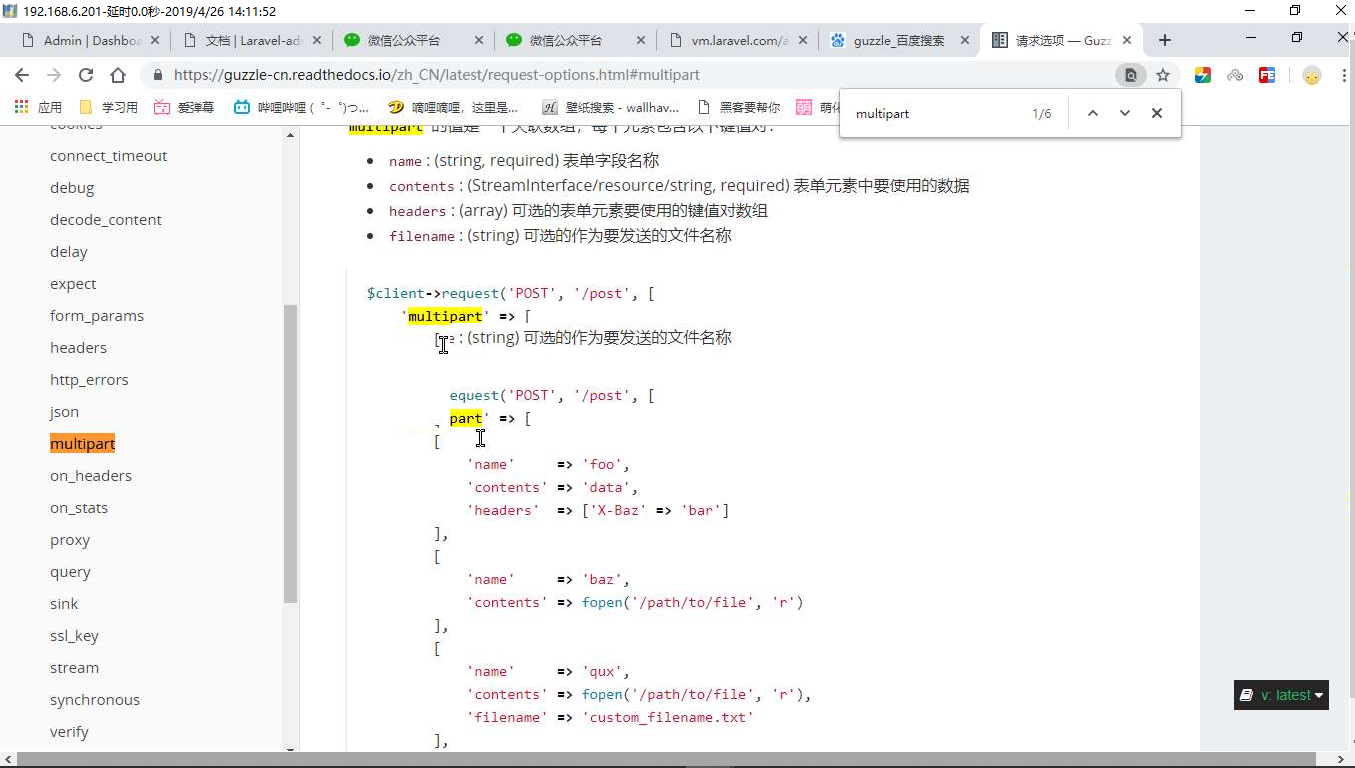 192.168.6.201-延时0.0秒-2019/4/26 14:11:52
Admin | Dashboa
文档 | Laravel-ad
微信公众平台
微信公众平台
vm.laravel.com/a
guzzle_百度搜索
请求选项 — Guzz
https://guzzle-cn.readthedocs.io/zh_CN/latest/request-options.html#multipart
应用 学习用 爱弹幕 哔哩哔哩 ( ゜- ゜)つ... 嘀哩嘀哩，这里是... 壁纸搜索 - wallhav... 黑客要帮你 萌
multipart 1/6
cookies
connect_timeout
debug
decode_content
delay
expect
form_params
headers
http_errors
json
multipart
on_headers
on_stats
proxy
query
sink
ssl_key
stream
synchronous
verify
multipart 的值是一个关联数组，每个元素包含以下键值对：
name : (string, required) 表单字段名称
contents : (StreamInterface/resource/string, required) 表单元素中要使用的数据
headers : (array) 可选的表单元素要使用的键值对数组
filename : (string) 可选的作为要发送的文件名称
$client->request('POST', '/post', [
'multipart' => [
[ e : (string) 可选的作为要发送的文件名称
equest('POST', '/post', [
part' => [
[
'name' => 'foo',
'contents' => 'data',
'headers' => ['X-Baz' => 'bar']
],
[
'name' => 'baz',
'contents' => fopen('/path/to/file', 'r')
],
[
'name' => 'qux',
'contents' => fopen('/path/to/file', 'r'),
'filename' => 'custom_filename.txt'
],
v: latest